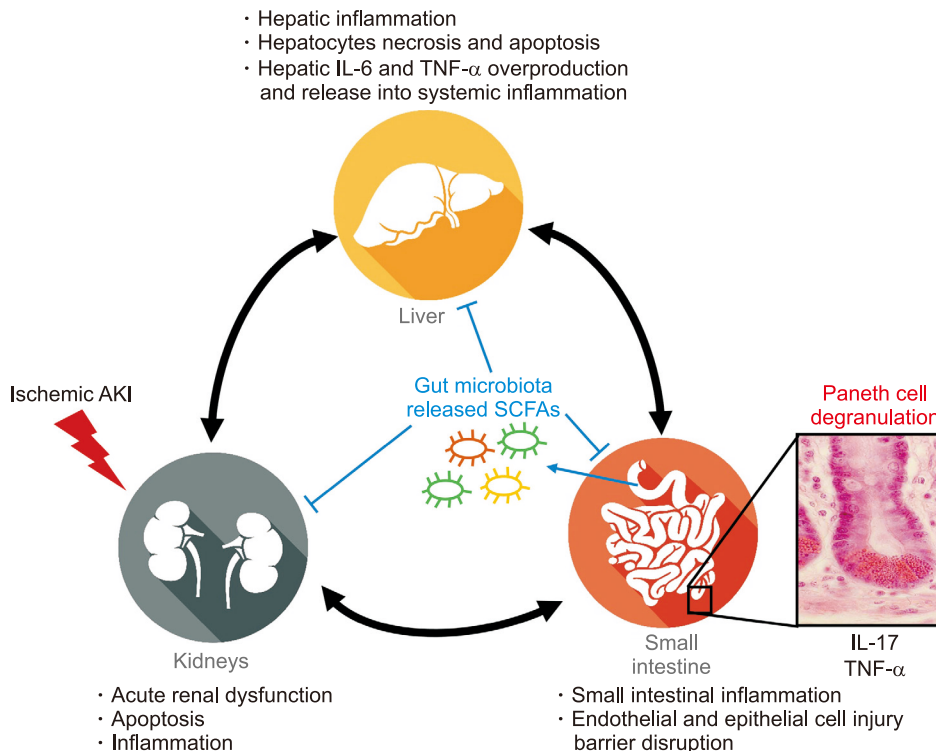 · Hepatic inflammation
· Hepatocytes necrosis and apoptosis
· Hepatic IL-6 and TNF-α overproduction
and release into systemic inflammation
Liver
Ischemic AKI
Gut microbiota
released SCFAs
Paneth cell
degranulation
IL-17
TNF-α
Kidneys
· Acute renal dysfunction
· Apoptosis
· Inflammation
Small
intestine
· Small intestinal inflammation
· Endothelial and epithelial cell injury
barrier disruption